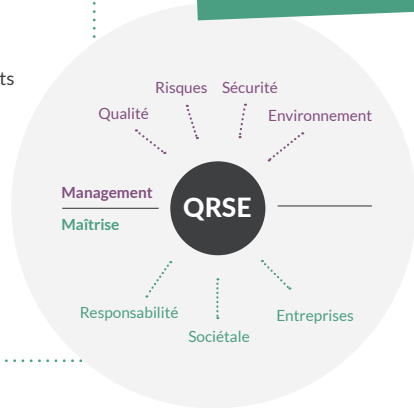 ts
Risques Sécurité
Qualité
Environnement
Management
QRSE
Maîtrise
Responsabilité
Entreprises
Sociétale